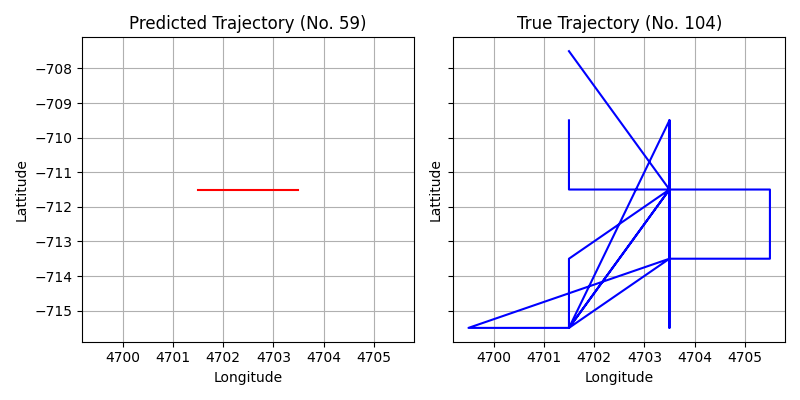 Predicted Trajectory (No. 59)
True Trajectory (No. 104)
Lattitude
−708
−709
−710
−711
−712
−713
−714
−715
4700 4701 4702 4703 4704 4705
Longitude
Lattitude
4700 4701 4702 4703 4704 4705
Longitude